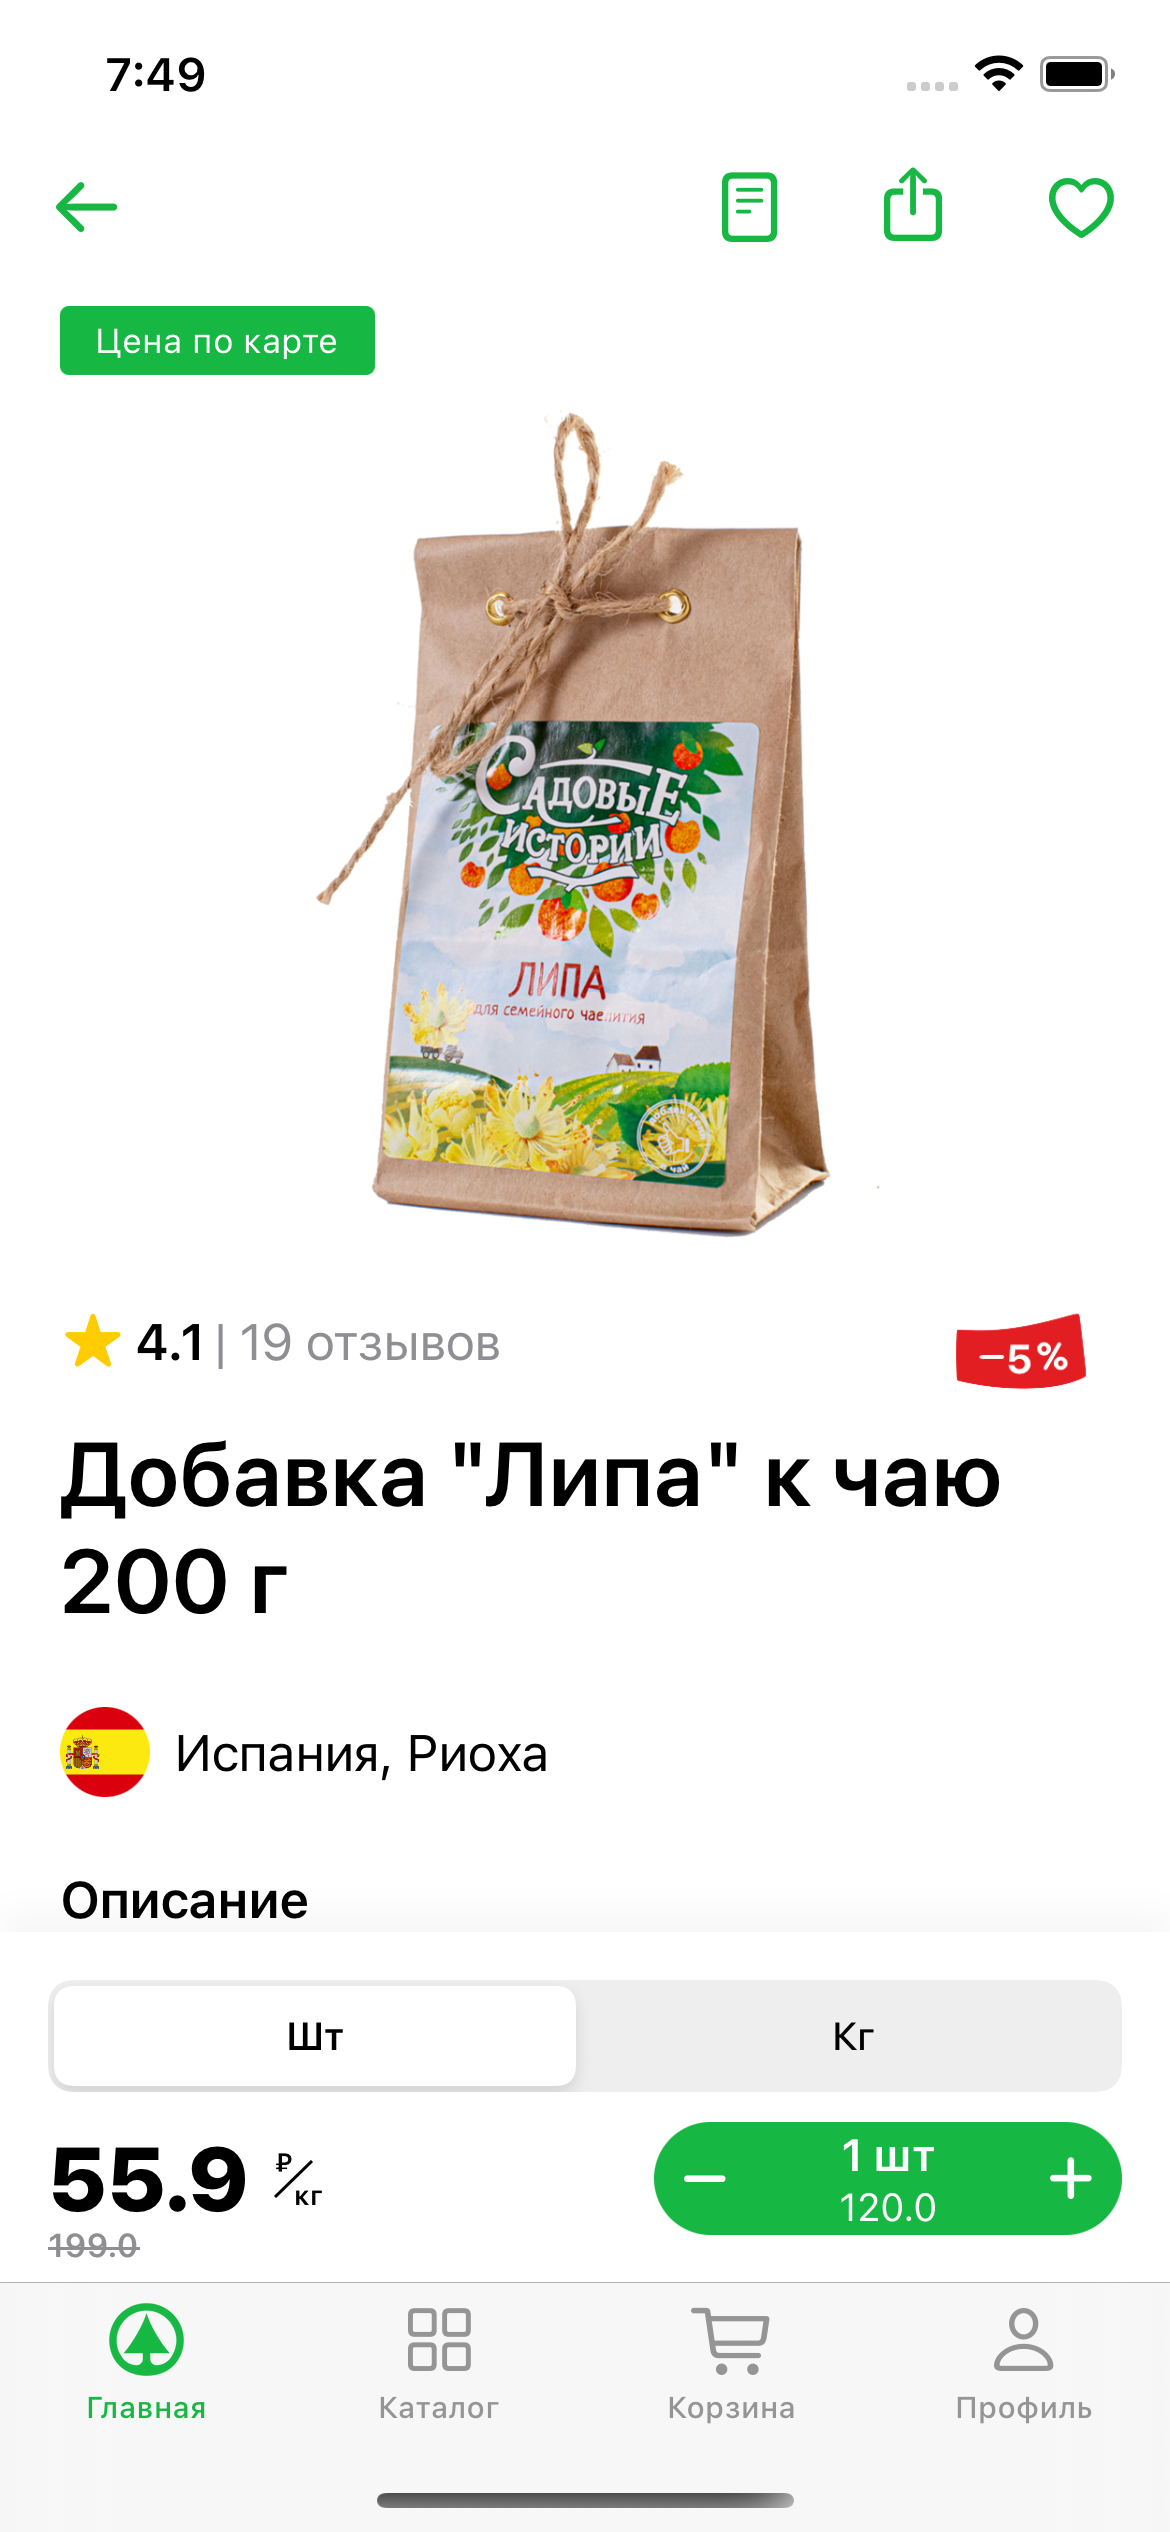 7:49
Цена по карте
САДОВЫЕ
ИСТОРИИ
ЛИПА
для семейного чаепития
в чай
4.1 | 19 отзывов
−5%
Добавка "Липа" к чаю
200 г
Испания, Риоха
Описание
Шт
Кг
55.9 ₽/кг
199.0
1 шт
120.0
Главная
Каталог
Корзина
Профиль